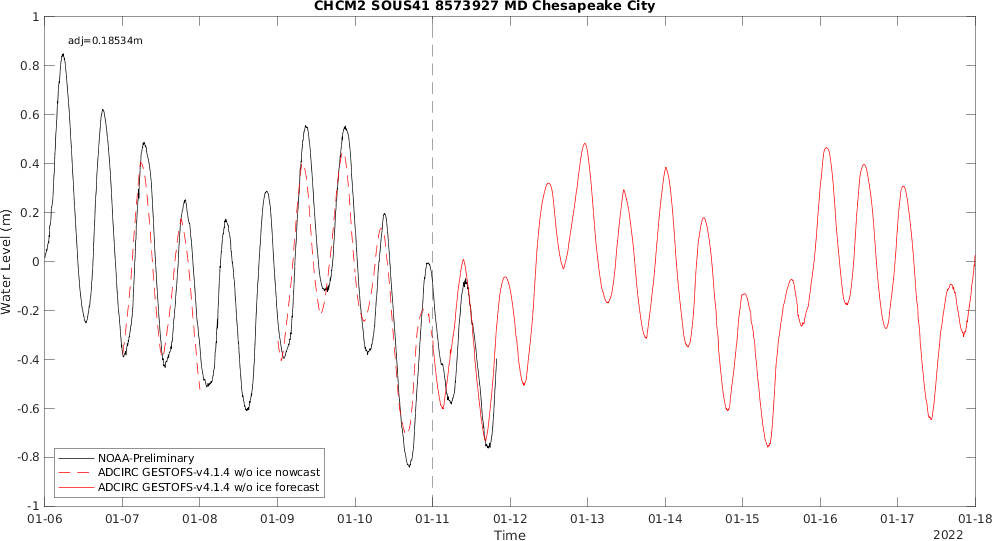 CHCM2 SOUS41 8573927 MD Chesapeake City
adj=0.18534m
1
0.8
0.6
0.4
0.2
0
-0.2
-0.4
-0.6
-0.8
-1
Water Level (m)
NOAA-Preliminary
ADCIRC GESTOFS-v4.1.4 w/o ice nowcast
ADCIRC GESTOFS-v4.1.4 w/o ice forecast
01-06 01-07 01-08 01-09 01-10 01-11 01-12 01-13 01-14 01-15 01-16 01-17 01-18
Time
2022